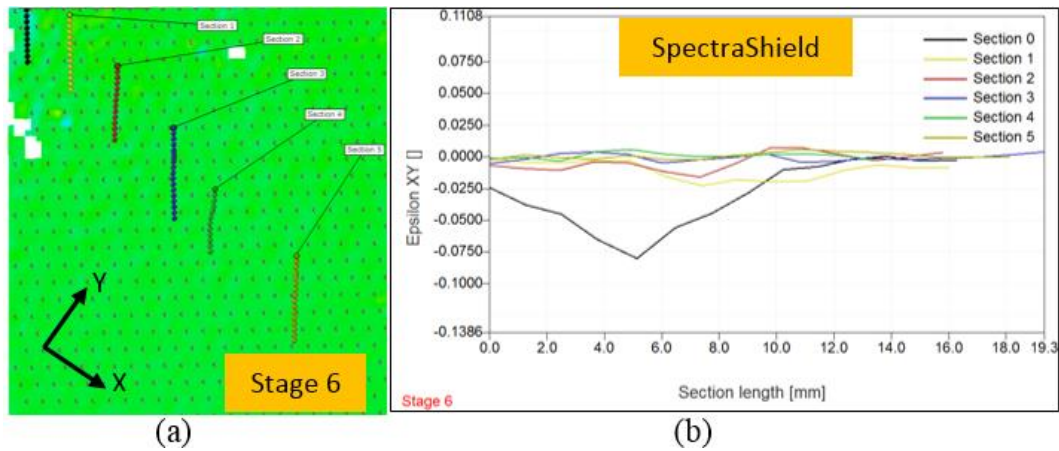 Section 1
Section 2
Section 3
Section 4
Section 5
Y
X
Stage 6
(a)
SpectraShield
Section 0
Section 1
Section 2
Section 3
Section 4
Section 5
Epsilon XY []
0.1108
0.0750
0.0500
0.0250
0.0000
-0.0250
-0.0500
-0.0750
-0.1000
-0.1386
0.0 2.0 4.0 6.0 8.0 10.0 12.0 14.0 16.0 18.0 19.3
Section length [mm]
Stage 6
(b)